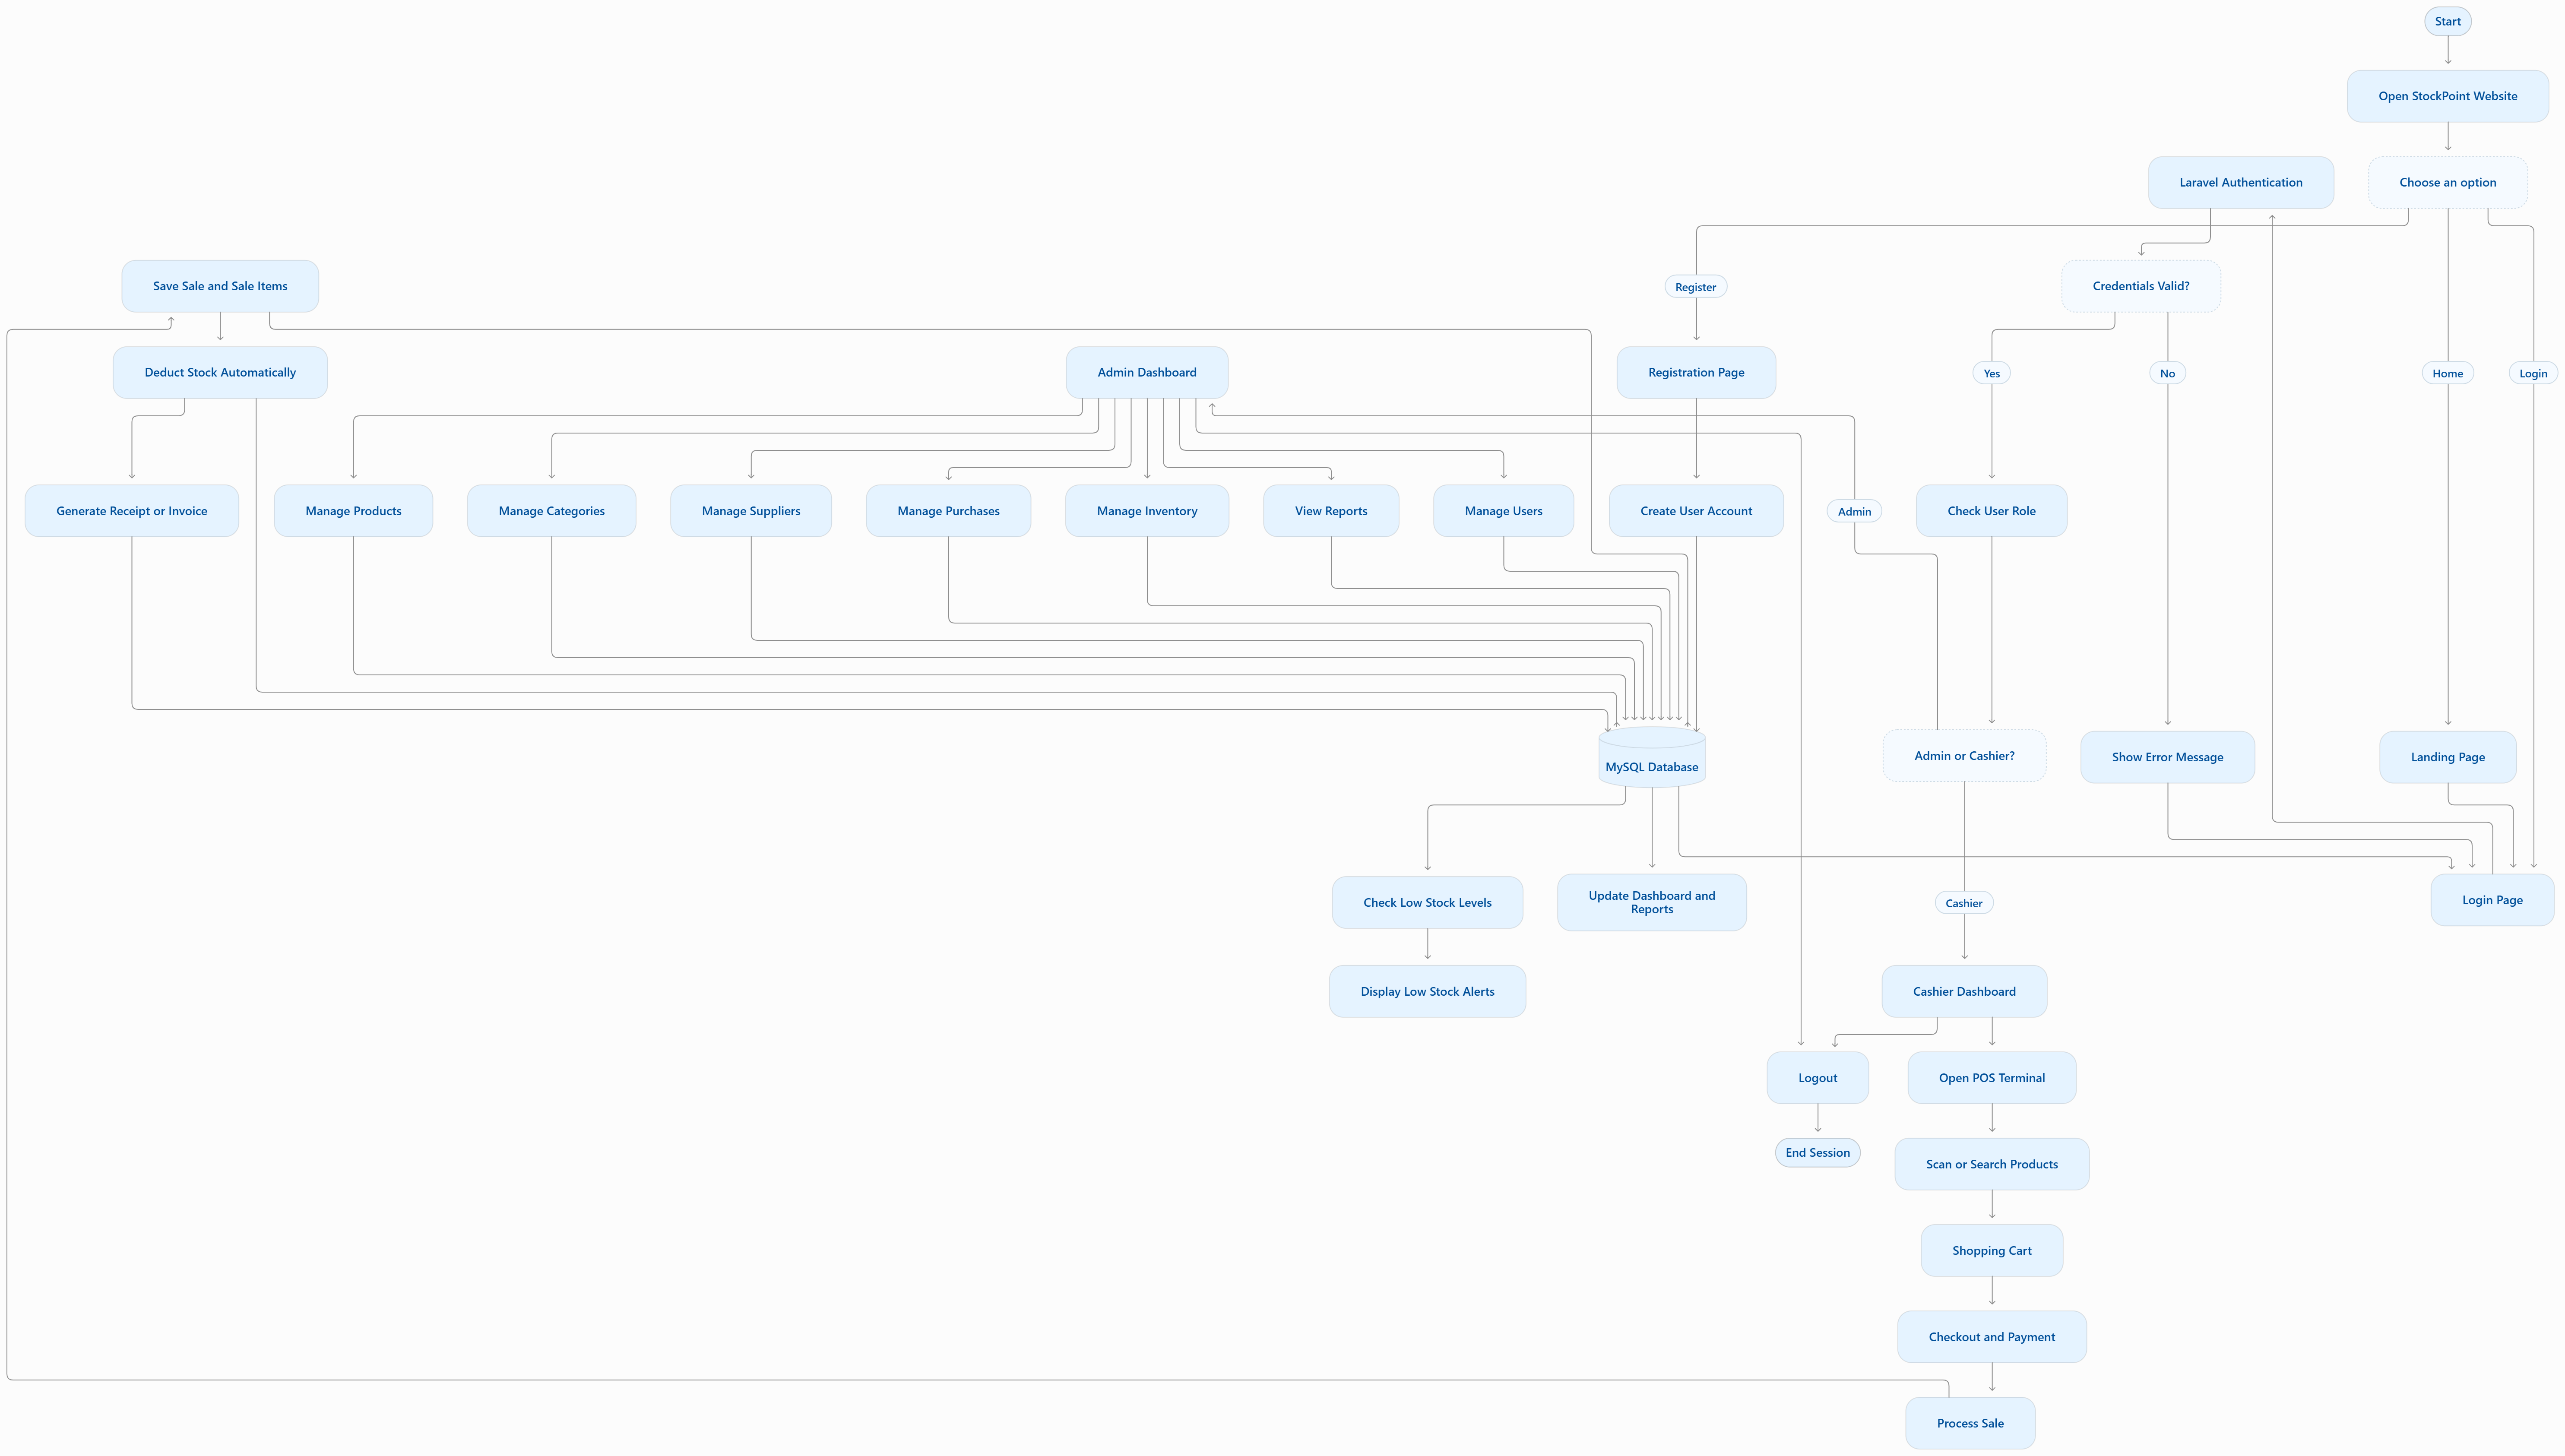 Start
Open StockPoint Website
Laravel Authentication
Choose an option
Save Sale and Sale Items
Register
Credentials Valid?
Deduct Stock Automatically
Admin Dashboard
Registration Page
Yes
No
Home
Login
Generate Receipt or Invoice
Manage Products
Manage Categories
Manage Suppliers
Manage Purchases
Manage Inventory
View Reports
Manage Users
Create User Account
Admin
Check User Role
MySQL Database
Admin or Cashier?
Show Error Message
Landing Page
Check Low Stock Levels
Update Dashboard and
Reports
Cashier
Login Page
Display Low Stock Alerts
Cashier Dashboard
Logout
Open POS Terminal
End Session
Scan or Search Products
Shopping Cart
Checkout and Payment
Process Sale